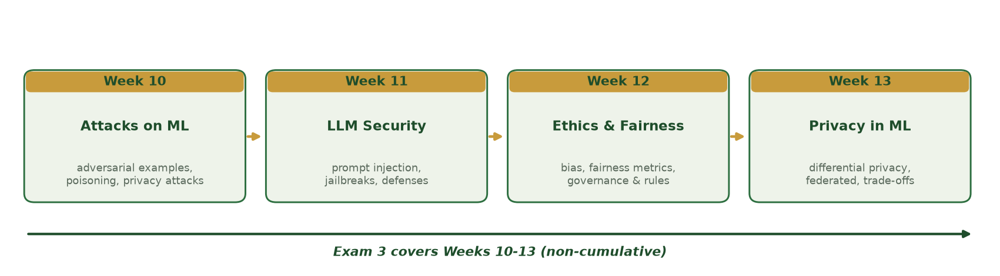 Week 10
Attacks on ML
adversarial examples,
poisoning, privacy attacks
Week 11
LLM Security
prompt injection,
jailbreaks, defenses
Week 12
Ethics & Fairness
bias, fairness metrics,
governance & rules
Week 13
Privacy in ML
differential privacy,
federated, trade-offs
Exam 3 covers Weeks 10-13 (non-cumulative)